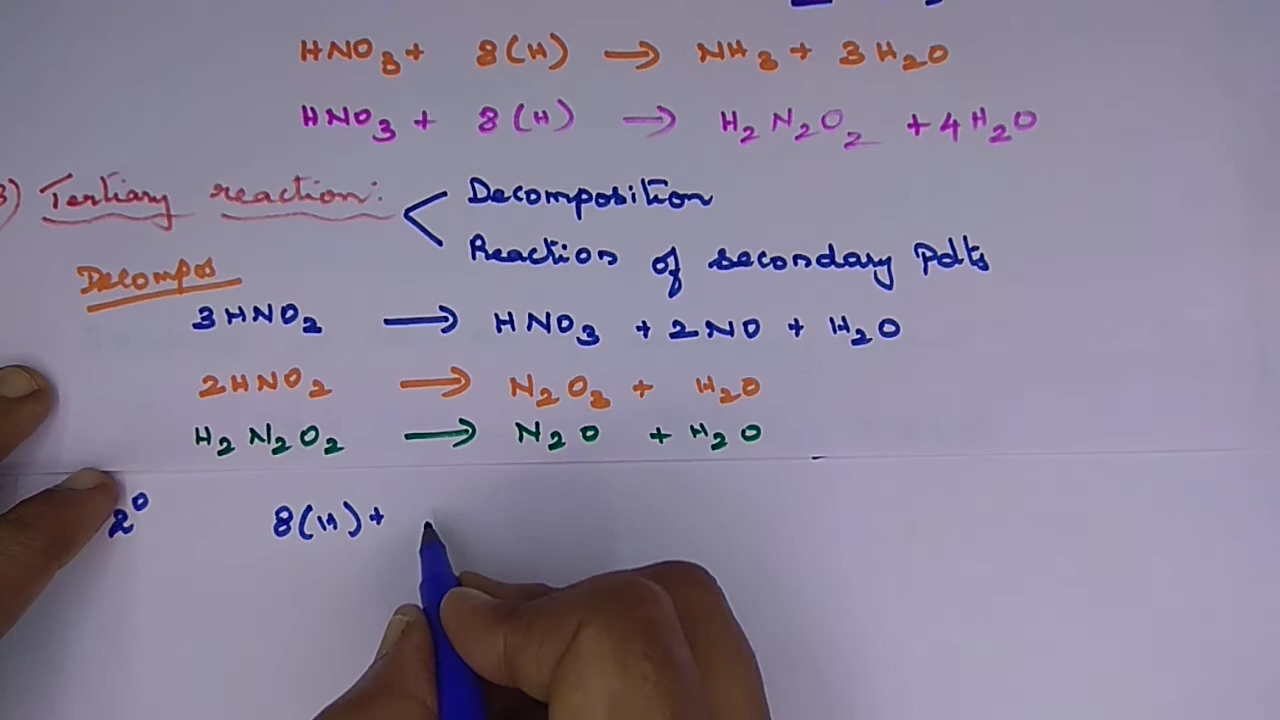 HNO3 + 8(H) → NH3 + 3H2O
HNO3 + 8(H) → H2N2O2 + 4H2O
3) Tertiary reaction: Decomposition
Reaction of secondary Pdts
Decompos
3HNO2 → HNO3 + 2NO + H2O
2HNO2 → N2O3 + H2O
H2N2O2 → N2O + H2O
2° 8(H) +